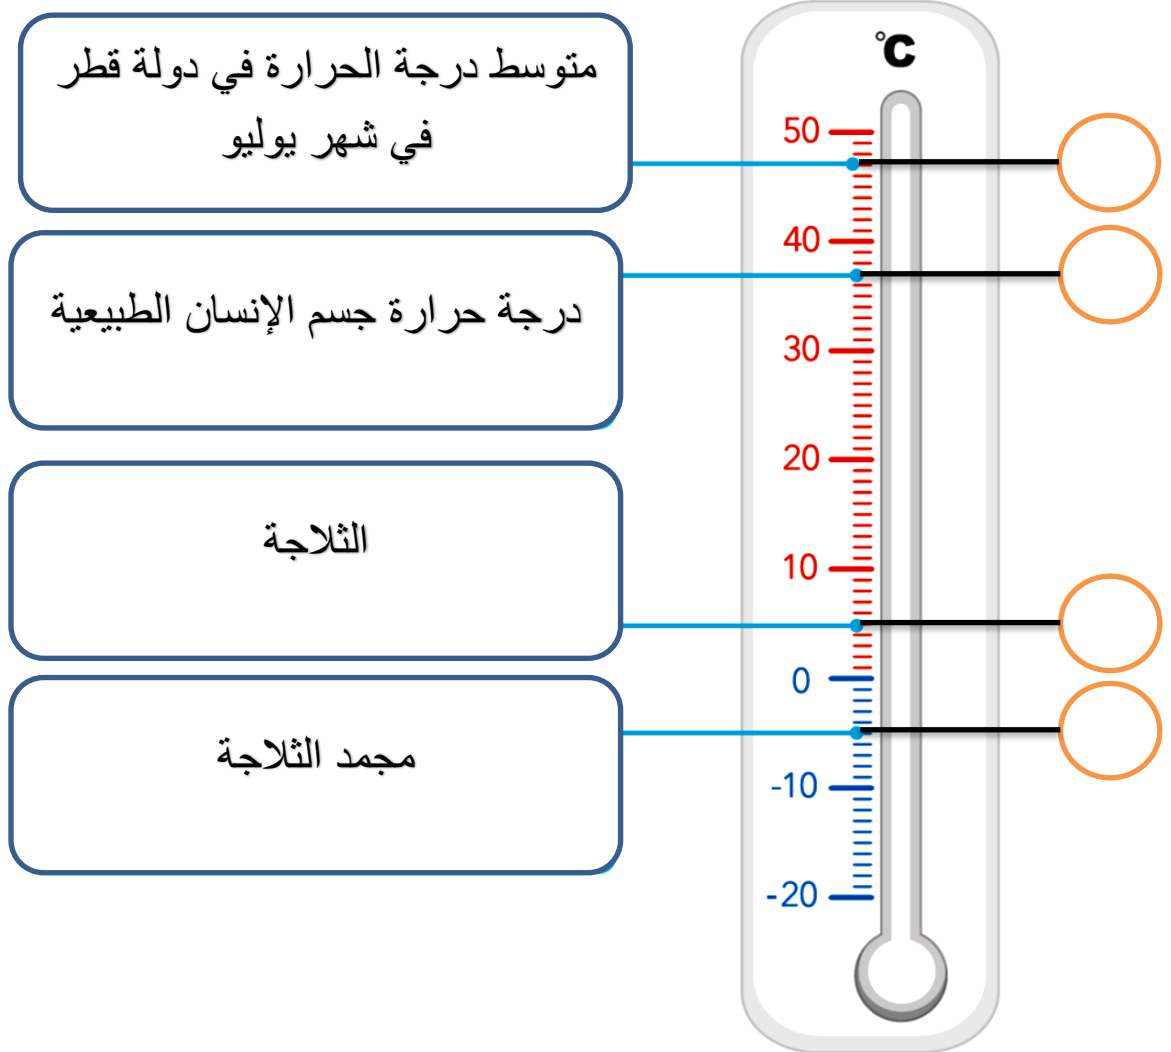 متوسط درجة الحرارة في دولة قطر
في شهر يوليو
درجة حرارة جسم الإنسان الطبيعية
الثلاجة
مجمد الثلاجة
°C
50
40
30
20
10
0
-10
-20